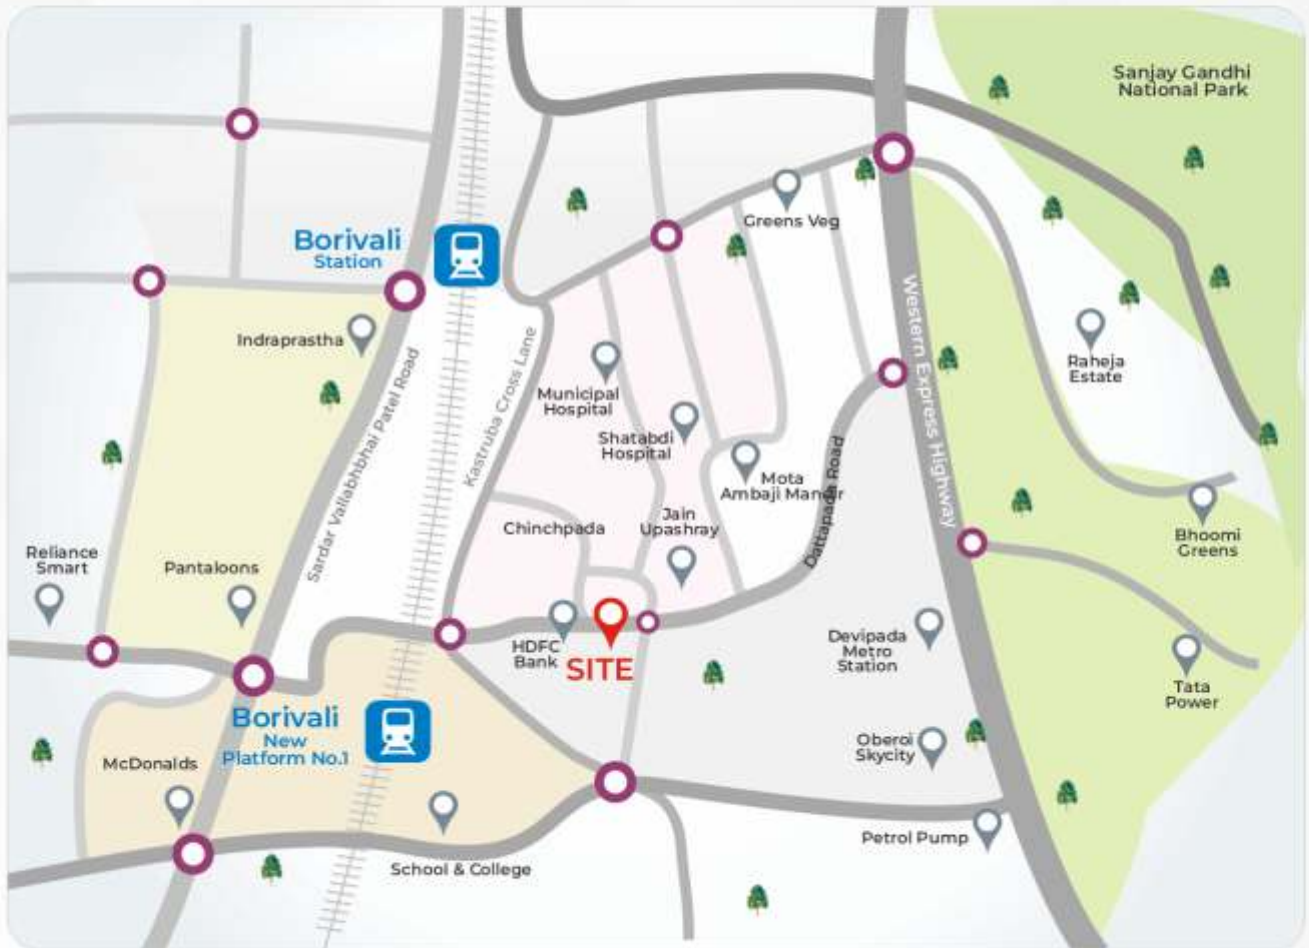 Sanjay Gandhi
National Park
Greens Veg
Borivali
Station
Indraprastha
Sardar Vallabhbhai Patel Road
Kastruba Cross Lane
Western Express Highway
Raheja
Estate
Municipal
Hospital
Shatabdi
Hospital
Mota
Ambaji Mandir
Dattapada Road
Jain
Upashray
Chinchpada
Bhoomi
Greens
Reliance
Smart
Pantaloons
HDFC
Bank
SITE
Devipada
Metro
Station
Tata
Power
Borivali
New
Platform No.1
McDonalds
Oberoi
Skycity
Petrol Pump
School & College